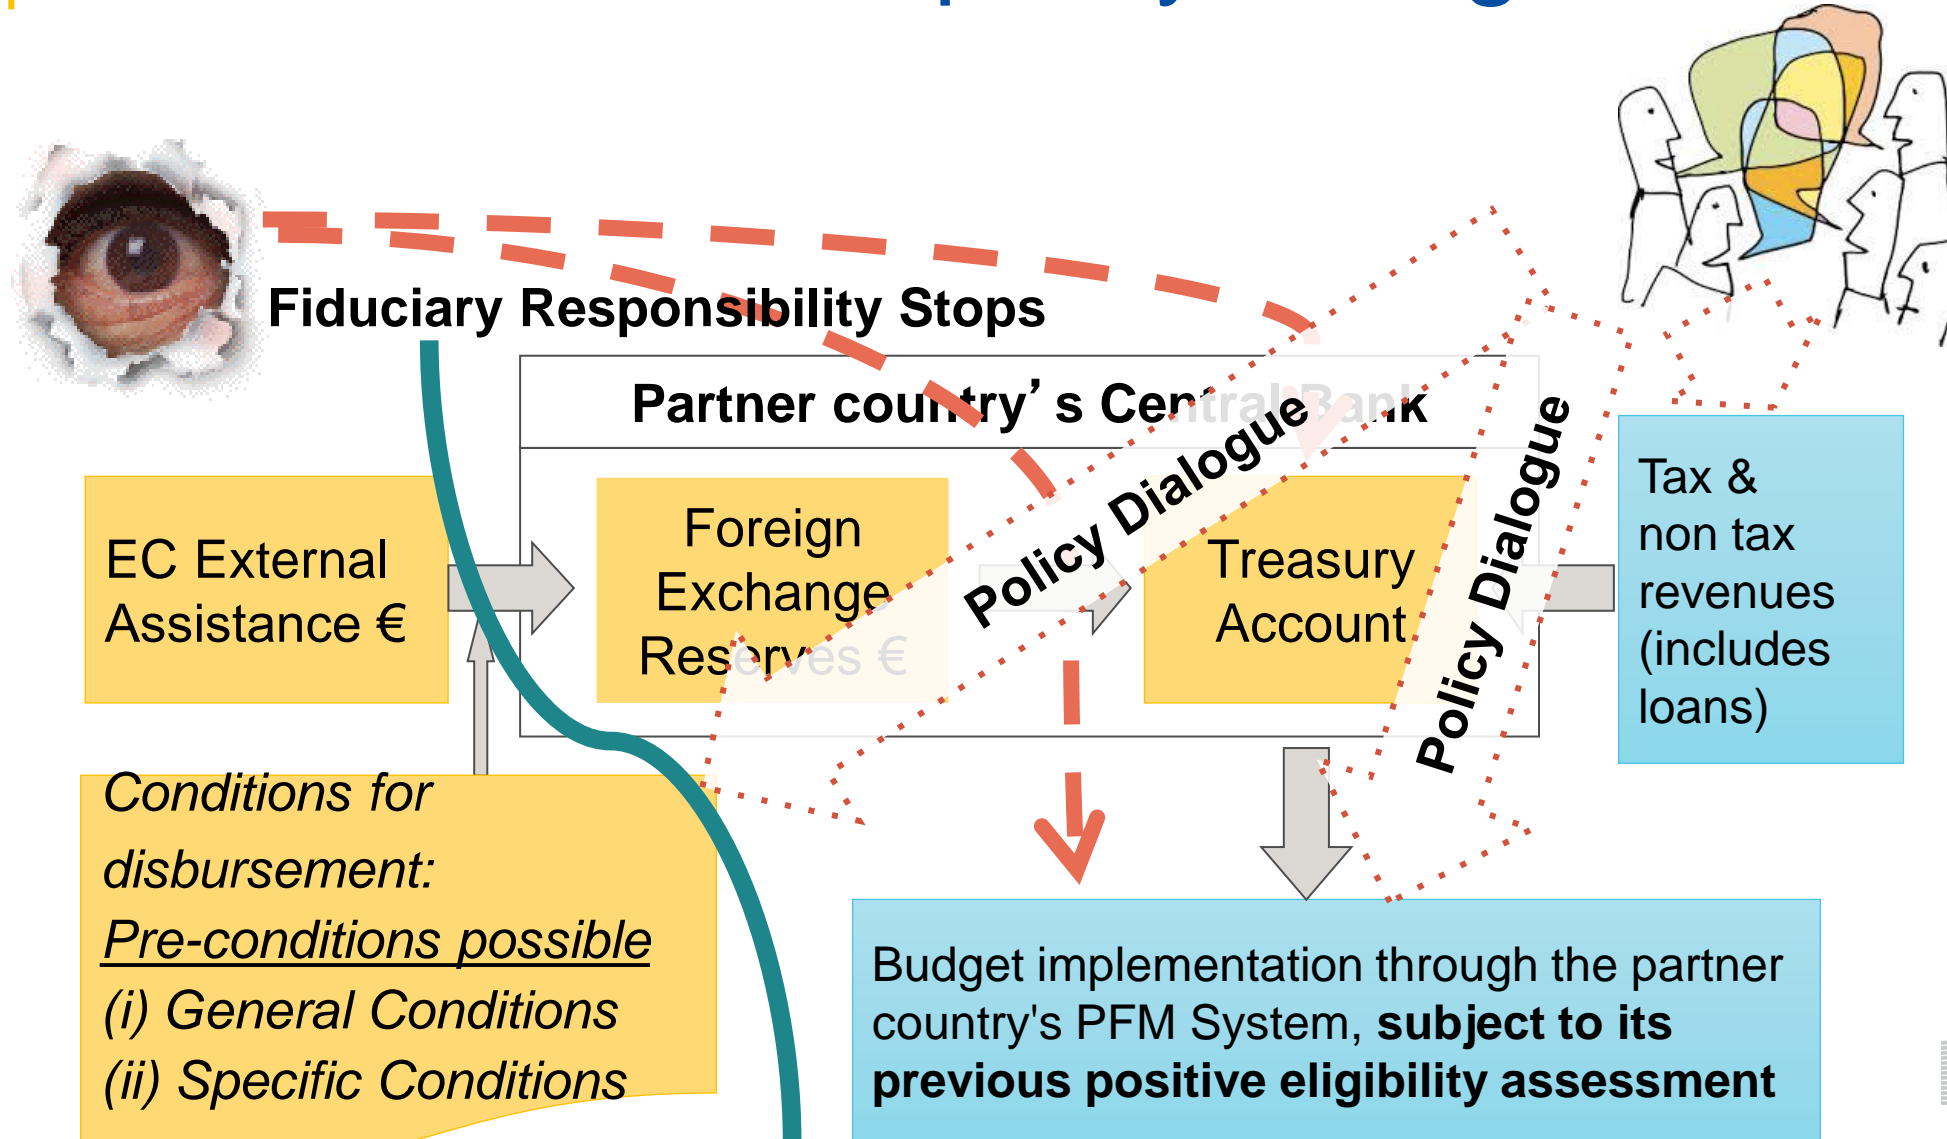 Fiduciary Responsibility Stops
Partner country’s Central Bank
EC External
Assistance €
Foreign
Exchange
Reserves €
Policy Dialogue
Treasury
Account
Policy Dialogue
Tax &
non tax
revenues
(includes
loans)
Conditions for
disbursement:
Pre-conditions possible
(i) General Conditions
(ii) Specific Conditions
Budget implementation through the partner
country's PFM System, subject to its
previous positive eligibility assessment